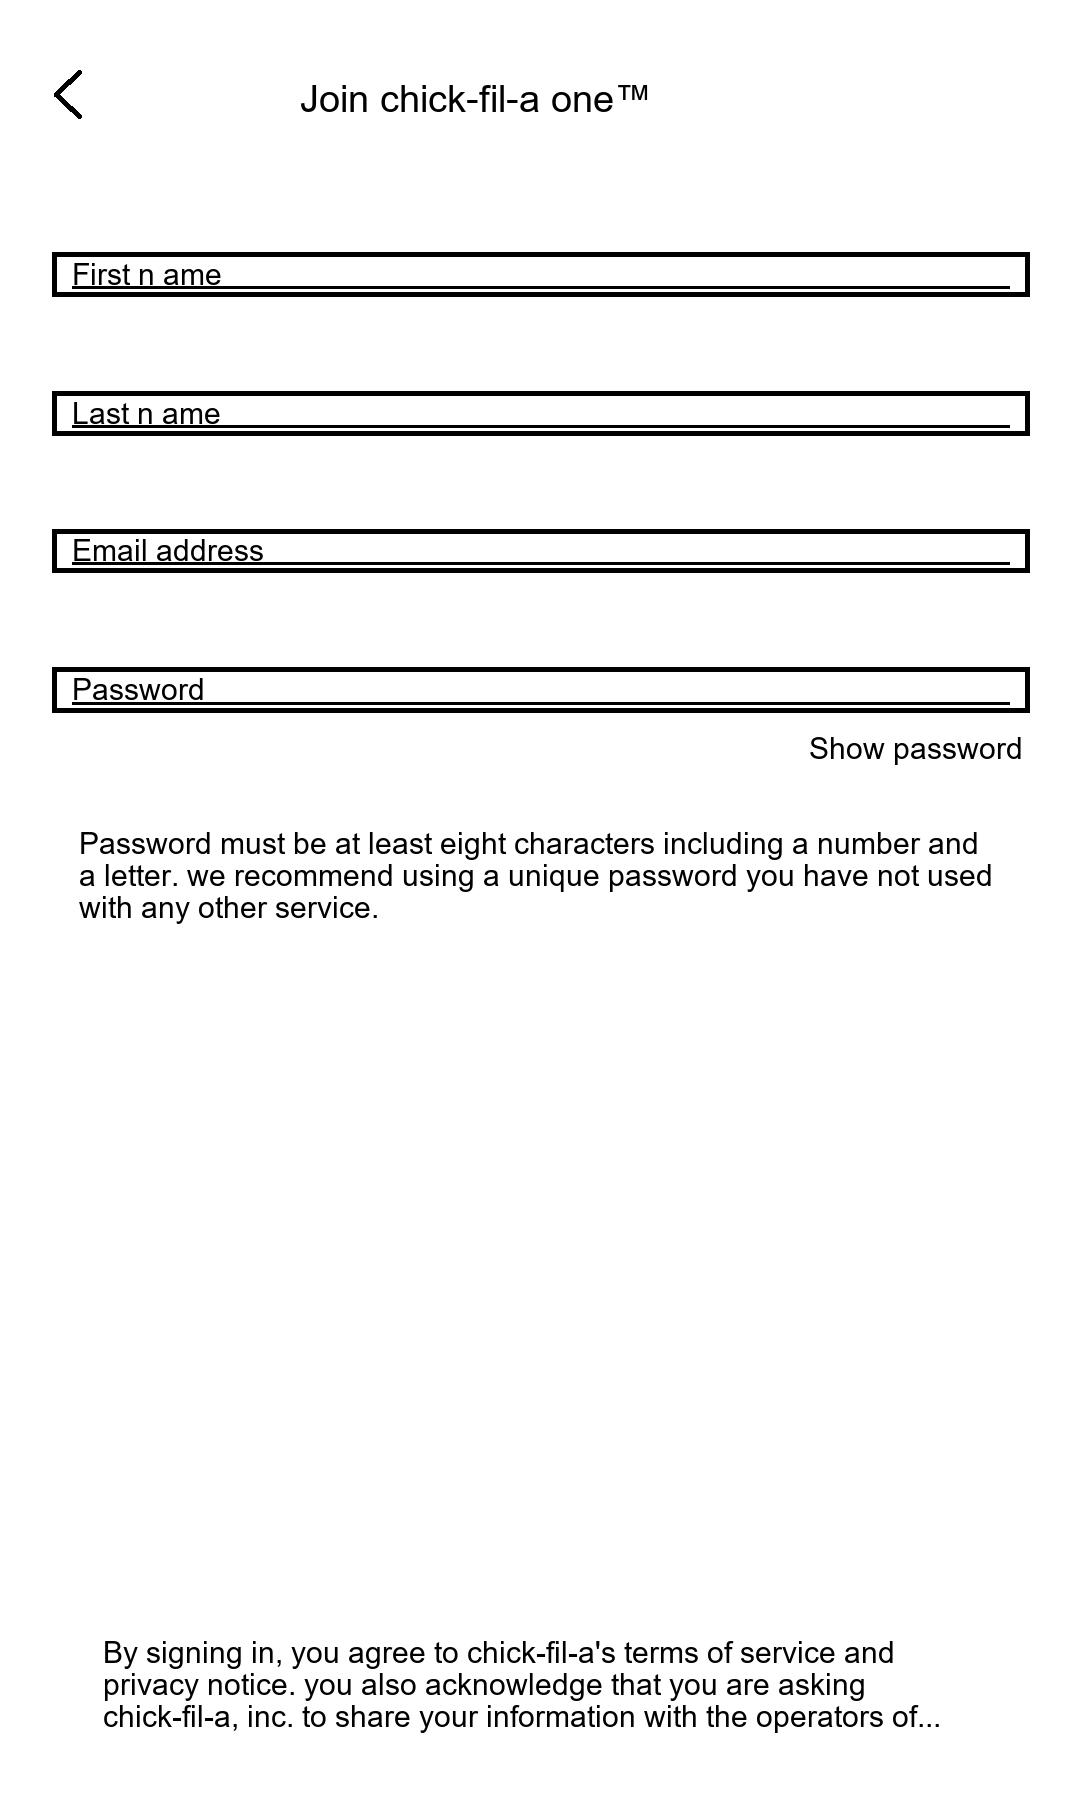 Join chick-fil-a one™
First n ame
Last n ame
Email address
Password
Show password
Password must be at least eight characters including a number and
a letter. we recommend using a unique password you have not used
with any other service.
By signing in, you agree to chick-fil-a's terms of service and
privacy notice. you also acknowledge that you are asking
chick-fil-a, inc. to share your information with the operators of...